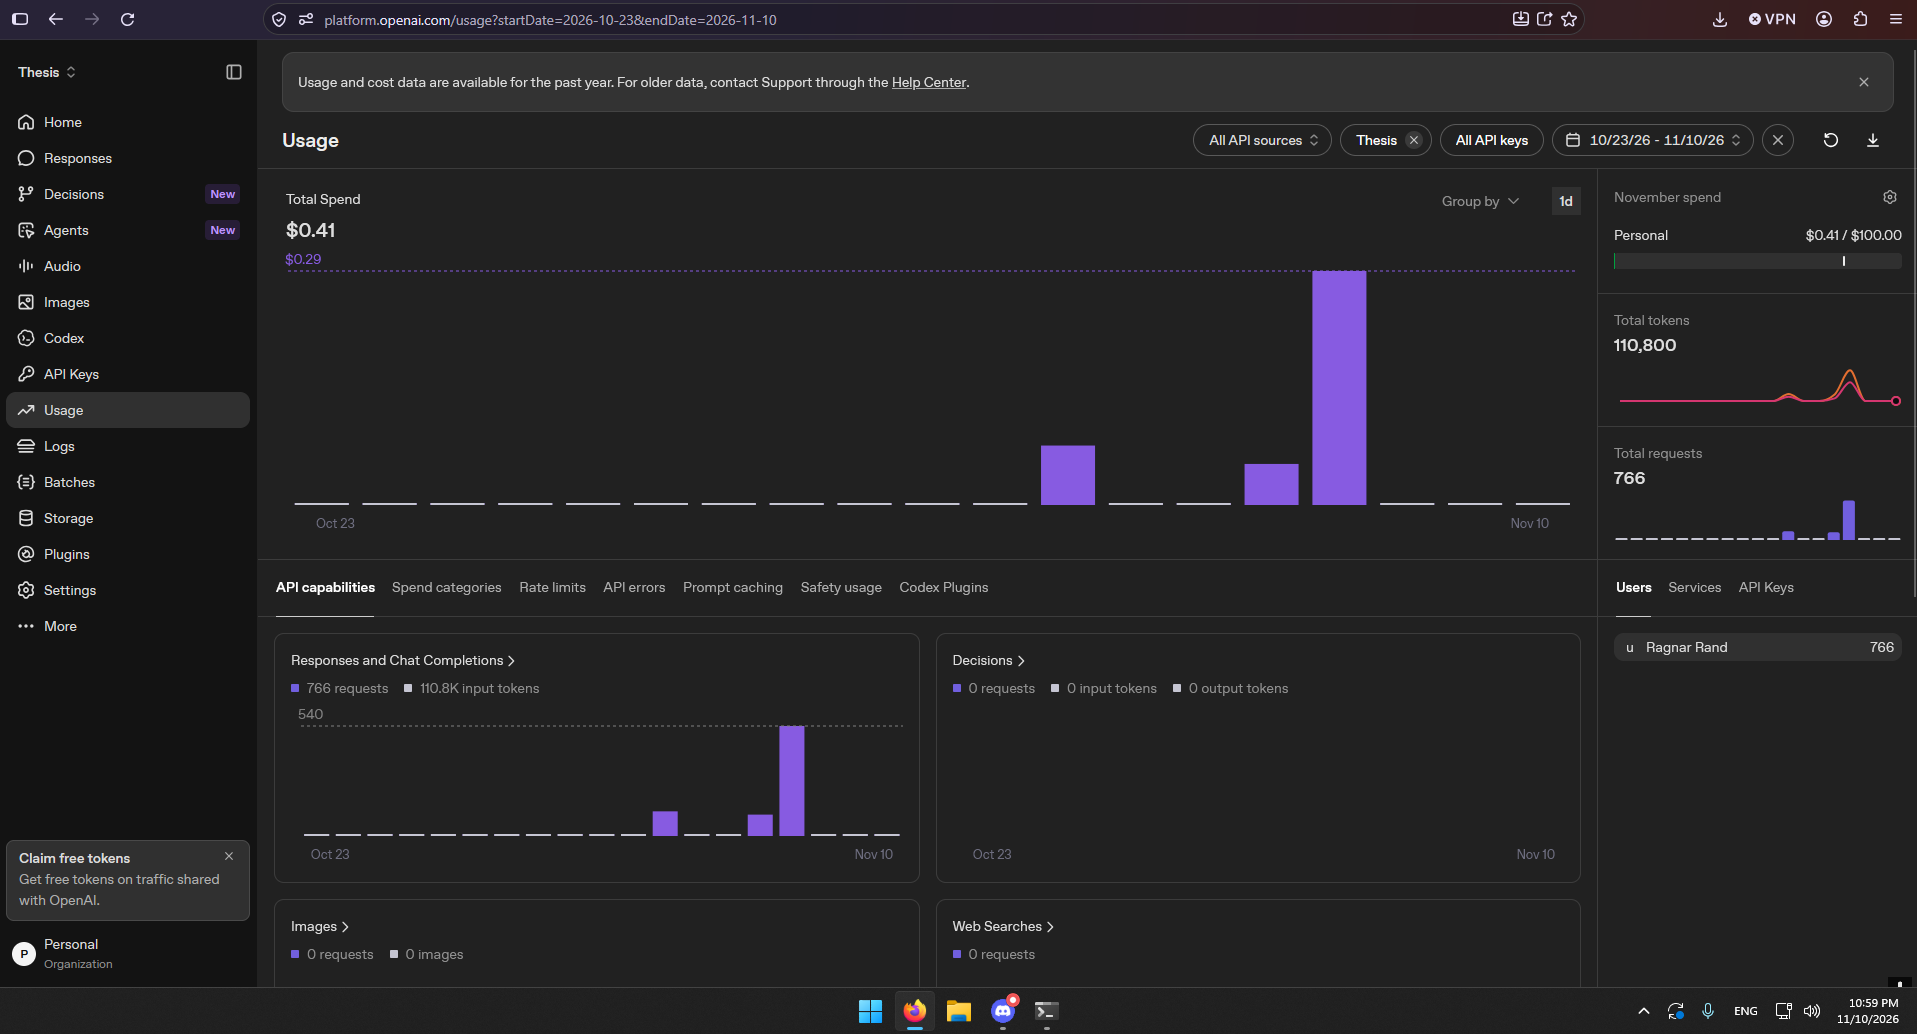 platform.openai.com/usage?startDate=2026-10-23&endDate=2026-11-10
VPN
Thesis
Home
Responses
Decisions New
Agents New
Audio
Images
Codex
API Keys
Usage
Logs
Batches
Storage
Plugins
Settings
More
Claim free tokens
Get free tokens on traffic shared
with OpenAI.
P
Personal
Organization
Usage and cost data are available for the past year. For older data, contact Support through the Help Center.
Usage
All API sources
Thesis
All API keys
10/23/26 - 11/10/26
Total Spend
$0.41
Group by
1d
$0.29
Oct 23
Nov 10
November spend
Personal
$0.41 / $100.00
Total tokens
110,800
Total requests
766
API capabilities
Spend categories
Rate limits
API errors
Prompt caching
Safety usage
Codex Plugins
Users
Services
API Keys
u Ragnar Rand 766
Responses and Chat Completions
766 requests
110.8K input tokens
540
Oct 23
Nov 10
Decisions
0 requests
0 input tokens
0 output tokens
Oct 23
Nov 10
Images
0 requests
0 images
Web Searches
0 requests
ENG
10:59 PM
11/10/2026